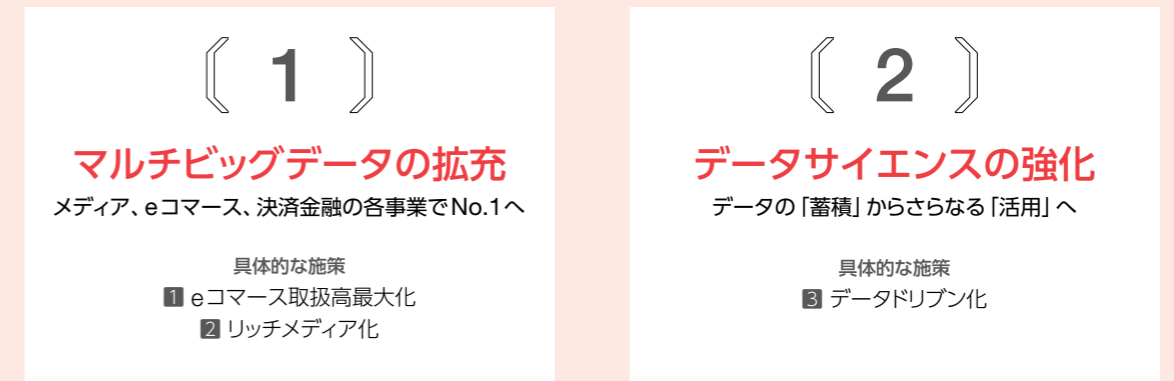 1
マルチビッグデータの拡充
メディア、eコマース、決済金融の各事業でNo.1へ
具体的な施策
1 eコマース取扱高最大化
2 リッチメディア化
2
データサイエンスの強化
データの「蓄積」からさらなる「活用」へ
具体的な施策
3 データドリブン化